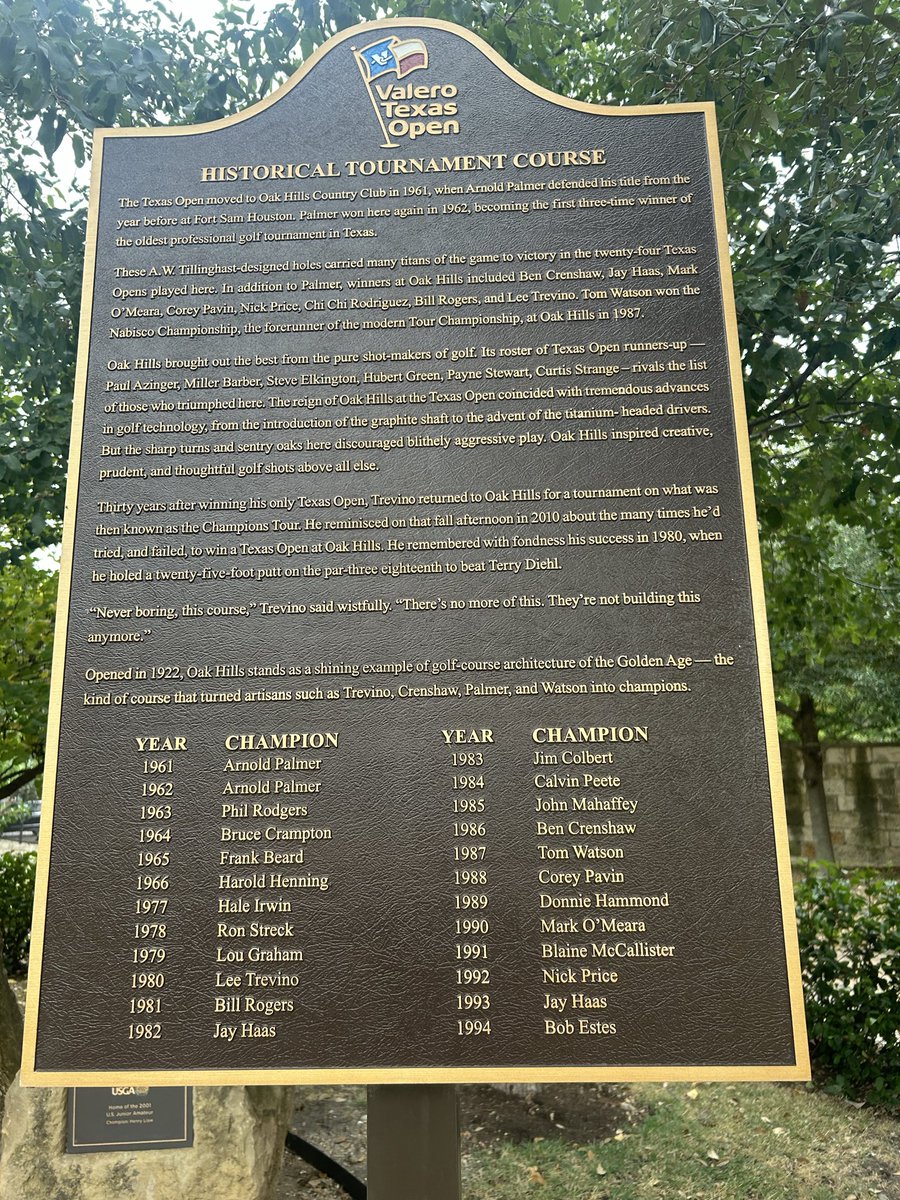 Valero
Texas
Open
HISTORICAL TOURNAMENT COURSE
The Texas Open moved to Oak Hills Country Club in 1961, when Arnold Palmer defended his title from the
year before at Fort Sam Houston. Palmer won here again in 1962, becoming the first three-time winner of
the oldest professional golf tournament in Texas.
These A.W. Tillinghast-designed holes carried many titans of the game to victory in the twenty-four Texas
Opens played here. In addition to Palmer, winners at Oak Hills included Ben Crenshaw, Jay Haas, Mark
O'Meara, Corey Pavin, Nick Price, Chi Chi Rodriguez, Bill Rogers, and Lee Trevino. Tom Watson won the
Nabisco Championship, the forerunner of the modern Tour Championship, at Oak Hills in 1987.
Oak Hills brought out the best from the pure shot-makers of golf. Its roster of Texas Open runners-up —
Paul Azinger, Miller Barber, Steve Elkington, Hubert Green, Payne Stewart, Curtis Strange – rivals the list
of those who triumphed here. The reign of Oak Hills at the Texas Open coincided with tremendous advances
in golf technology, from the introduction of the graphite shaft to the advent of the titanium- headed drivers.
But the sharp turns and sentry oaks here discouraged blithely aggressive play. Oak Hills inspired creative,
prudent, and thoughtful golf shots above all else.
Thirty years after winning his only Texas Open, Trevino returned to Oak Hills for a tournament on what was
then known as the Champions Tour. He reminisced on that fall afternoon in 2010 about the many times he'd
tried, and failed, to win a Texas Open at Oak Hills. He remembered with fondness his success in 1980, when
he holed a twenty-five-foot putt on the par-three eighteenth to beat Terry Diehl.
"Never boring, this course," Trevino said wistfully. "There's no more of this. They're not building this
anymore."
Opened in 1922, Oak Hills stands as a shining example of golf-course architecture of the Golden Age — the
kind of course that turned artisans such as Trevino, Crenshaw, Palmer, and Watson into champions.
YEAR CHAMPION
1961 Arnold Palmer
1962 Arnold Palmer
1963 Phil Rodgers
1964 Bruce Crampton
1965 Frank Beard
1966 Harold Henning
1977 Hale Irwin
1978 Ron Streck
1979 Lou Graham
1980 Lee Trevino
1981 Bill Rogers
1982 Jay Haas
YEAR CHAMPION
1983 Jim Colbert
1984 Calvin Peete
1985 John Mahaffey
1986 Ben Crenshaw
1987 Tom Watson
1988 Corey Pavin
1989 Donnie Hammond
1990 Mark O'Meara
1991 Blaine McCallister
1992 Nick Price
1993 Jay Haas
1994 Bob Estes
USGA
Home of the 2001
U.S. Junior Amateur
Champion: Henry Liaw